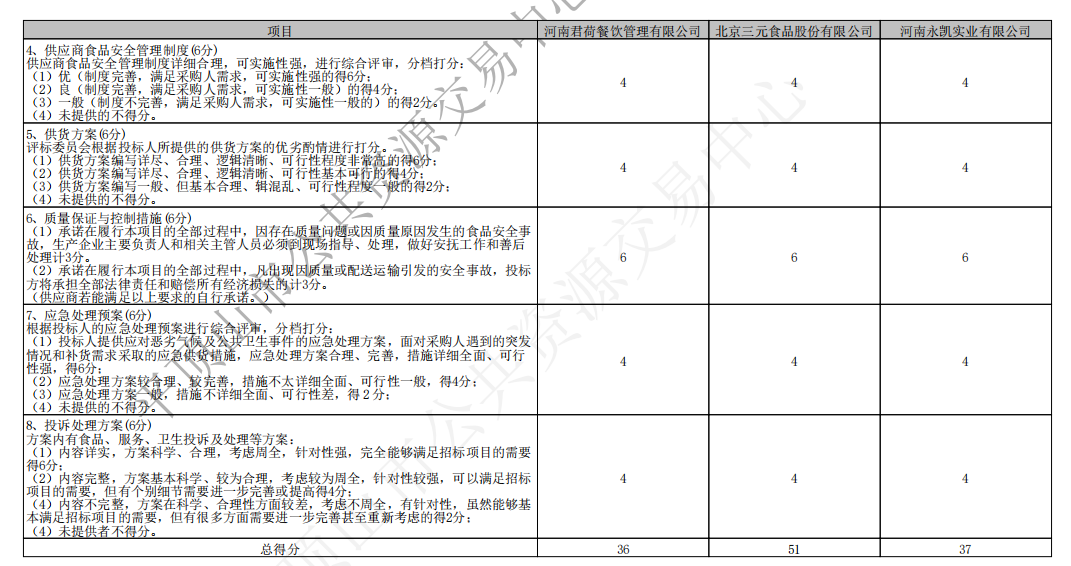 项目 河南君荷餐饮管理有限公司 北京三元食品股份有限公司 河南永凯实业有限公司
4、供应商食品安全管理制度(6分)
供应商食品安全管理制度详细合理，可实施性强，进行综合评审，分档打分：
（1）优（制度完善，满足采购人需求，可实施性强的得6分；
（2）良（制度完善，满足采购人需求，可实施性一般）的得4分；
（3）一般（制度不完善，满足采购人需求，可实施性一般的）的得2分。
（4）未提供的不得分。
4 4 4
5、供货方案(6分)
评标委员会根据投标人所提供的供货方案的优劣酌情进行打分。
（1）供货方案编写详尽、合理、逻辑清晰、可行性程度非常高的得6分；
（2）供货方案编写详尽、合理、逻辑清晰、可行性基本可行的得4分；
（3）供货方案编写一般、但基本合理、辑混乱、可行性程度一般的得2分；
（4）未提供的不得分。
4 4 4
6、质量保证与控制措施(6分)
（1）承诺在履行本项目的全部过程中，因存在质量问题或因质量原因发生的食品安全事
故，生产企业主要负责人和相关主管人员必须到现场指导、处理，做好安抚工作和善后
处理计3分。
（2）承诺在履行本项目的全部过程中，凡出现因质量或配送运输引发的安全事故，投标
方将承担全部法律责任和赔偿所有经济损失的计3分。
（供应商若能满足以上要求的自行承诺。）
6 6 6
7、应急处理预案(6分)
根据投标人的应急处理预案进行综合评审，分档打分：
（1）投标人提供应对恶劣气候及公共卫生事件的应急处理方案，面对采购人遇到的突发
情况和补货需求采取的应急供货措施，应急处理方案合理、完善，措施详细全面、可行
性强，得6分；
（2）应急处理方案较合理、较完善，措施不太详细全面、可行性一般，得4分；
（3）应急处理方案一般，措施不详细全面、可行性差，得２分；
（4）未提供的不得分。
4 4 4
8、投诉处理方案(6分)
方案内有食品、服务、卫生投诉及处理等方案：
（1）内容详实，方案科学、合理，考虑周全，针对性强，完全能够满足招标项目的需要
得6分；
（2）内容完整，方案基本科学、较为合理，考虑较为周全，针对性较强，可以满足招标
项目的需要，但有个别细节需要进一步完善或提高得4分；
（4）内容不完整，方案在科学、合理性方面较差，考虑不周全，有针对性，虽然能够基
本满足招标项目的需要，但有很多方面需要进一步完善甚至重新考虑的得2分；
（4）未提供者不得分。
4 4 4
总得分 36 51 37
平顶山市公共资源交易中心
顶山市公共资源交易中心